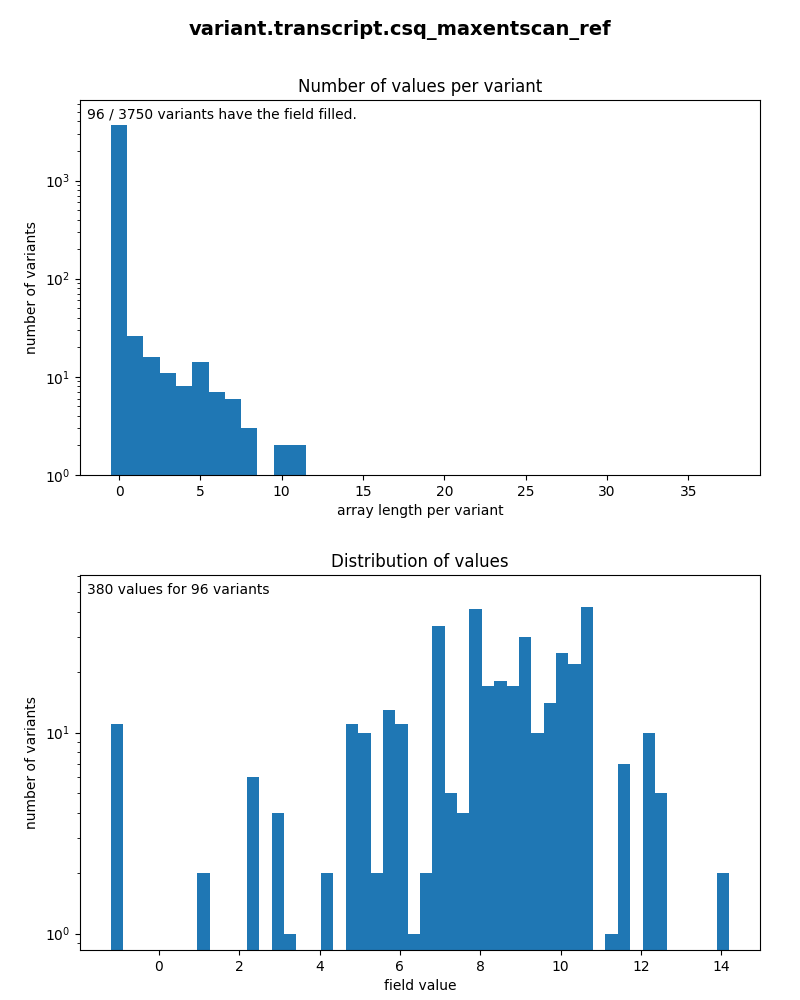 variant.transcript.csq_maxentscan_ref
Number of values per variant
96 / 3750 variants have the field filled.
10³
10²
10¹
10⁰
number of variants
0 5 10 15 20 25 30 35
array length per variant
Distribution of values
380 values for 96 variants
10¹
10⁰
number of variants
0 2 4 6 8 10 12 14
field value